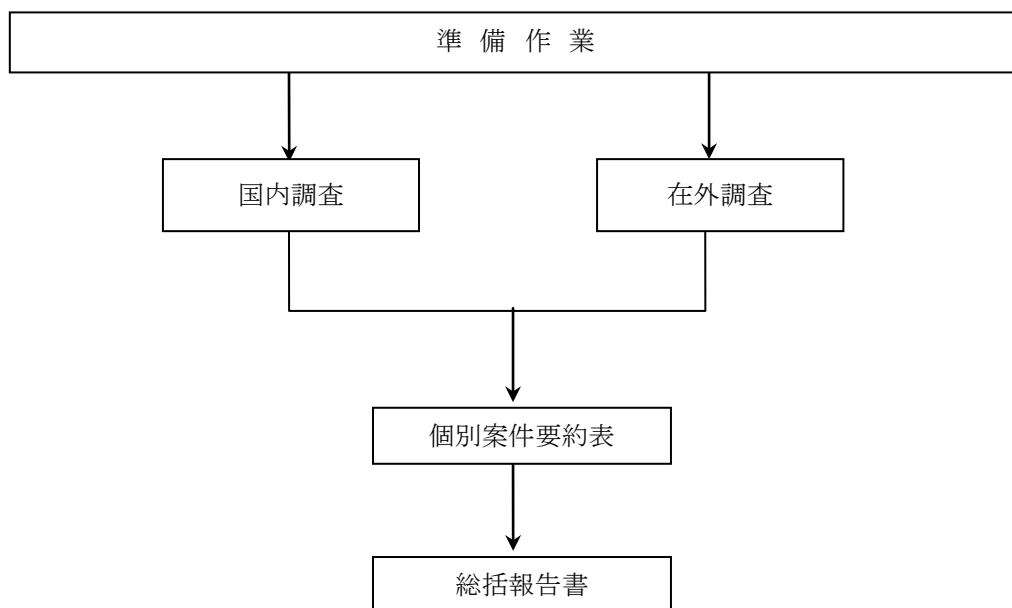 準 備 作 業
国内調査
在外調査
個別案件要約表
総括報告書